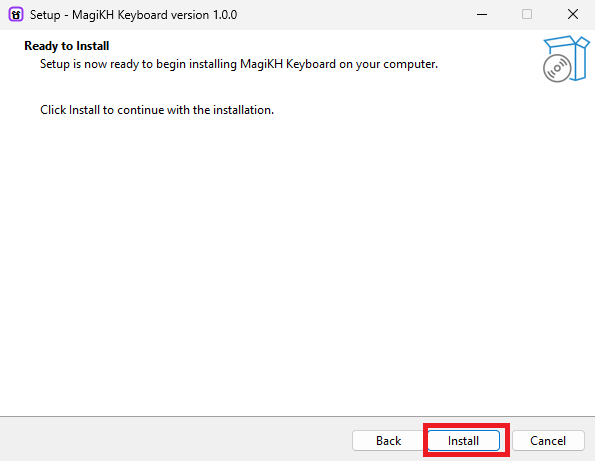 Setup - MagiKH Keyboard version 1.0.0
Ready to Install
Setup is now ready to begin installing MagiKH Keyboard on your computer.
Click Install to continue with the installation.
Back Install Cancel